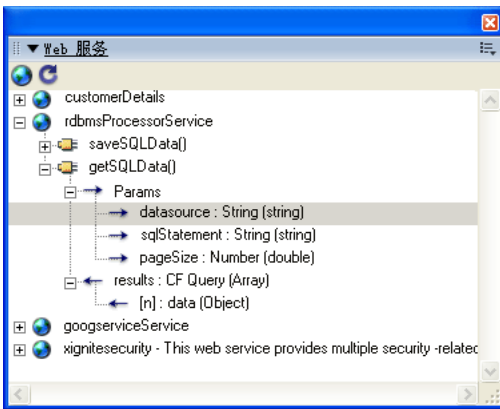 Web 服务
customerDetails
rdbmsProcessorService
saveSQLData()
getSQLData()
Params
datasource : String (string)
sqlStatement : String (string)
pageSize : Number (double)
results : CF Query (Array)
[n] : data (Object)
googserviceService
xignitesecurity - This web service provides multiple security -related